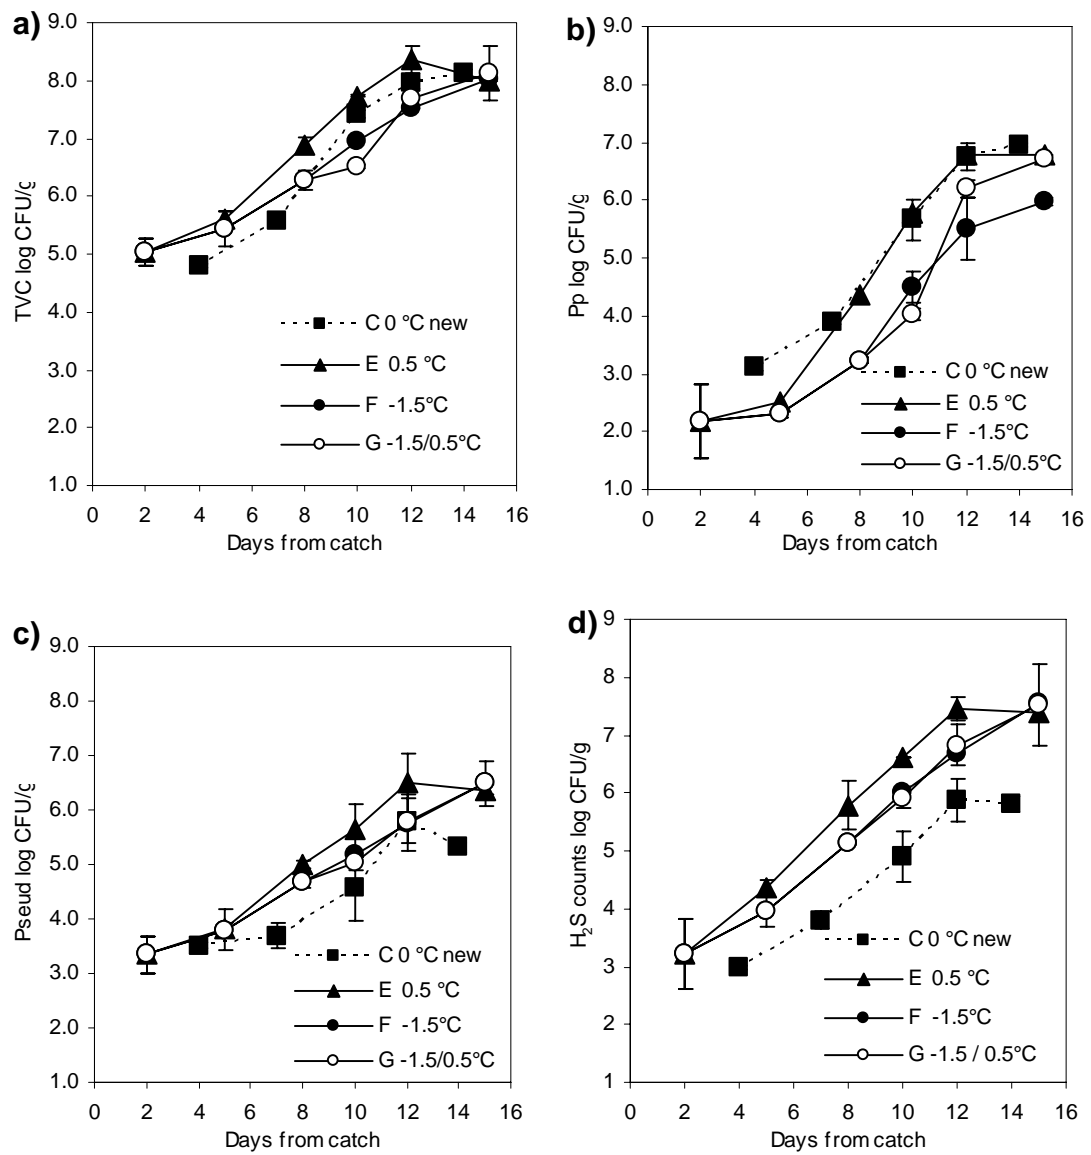 a)
9.0
8.0
7.0
6.0
5.0
4.0
3.0
2.0
1.0
TVC log CFU/g
C 0 °C new
E 0.5 °C
F -1.5°C
G -1.5/0.5°C
0 2 4 6 8 10 12 14 16
Days from catch
b)
9.0
8.0
7.0
6.0
5.0
4.0
3.0
2.0
1.0
Pp log CFU/g
C 0 °C new
E 0.5 °C
F -1.5°C
G -1.5/0.5°C
0 2 4 6 8 10 12 14 16
Days from catch
c)
9.0
8.0
7.0
6.0
5.0
4.0
3.0
2.0
1.0
Pseud log CFU/g
C 0 °C new
E 0.5 °C
F -1.5°C
G -1.5/0.5°C
0 2 4 6 8 10 12 14 16
Days from catch
d)
9
8
7
6
5
4
3
2
1
H₂S counts log CFU/g
C 0 °C new
E 0.5 °C
F -1.5°C
G -1.5 / 0.5°C
0 2 4 6 8 10 12 14 16
Days from catch